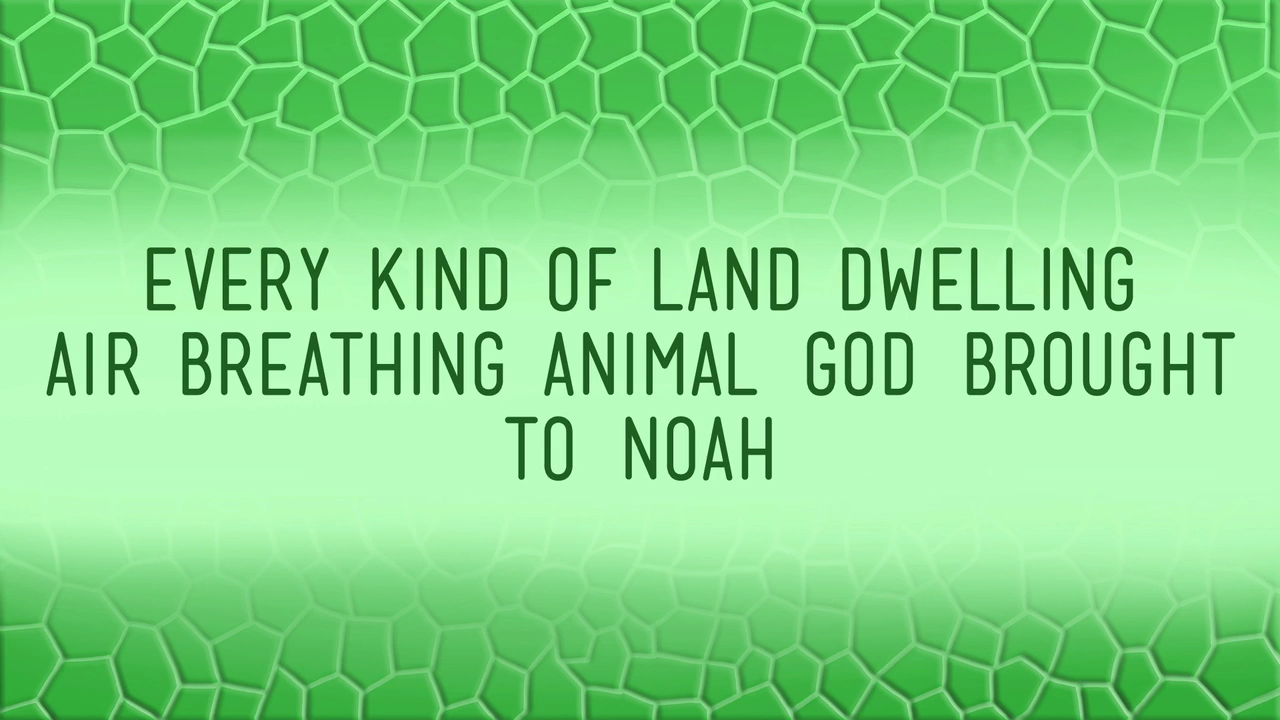 EVERY KIND OF LAND DWELLING
AIR BREATHING ANIMAL GOD BROUGHT
TO NOAH